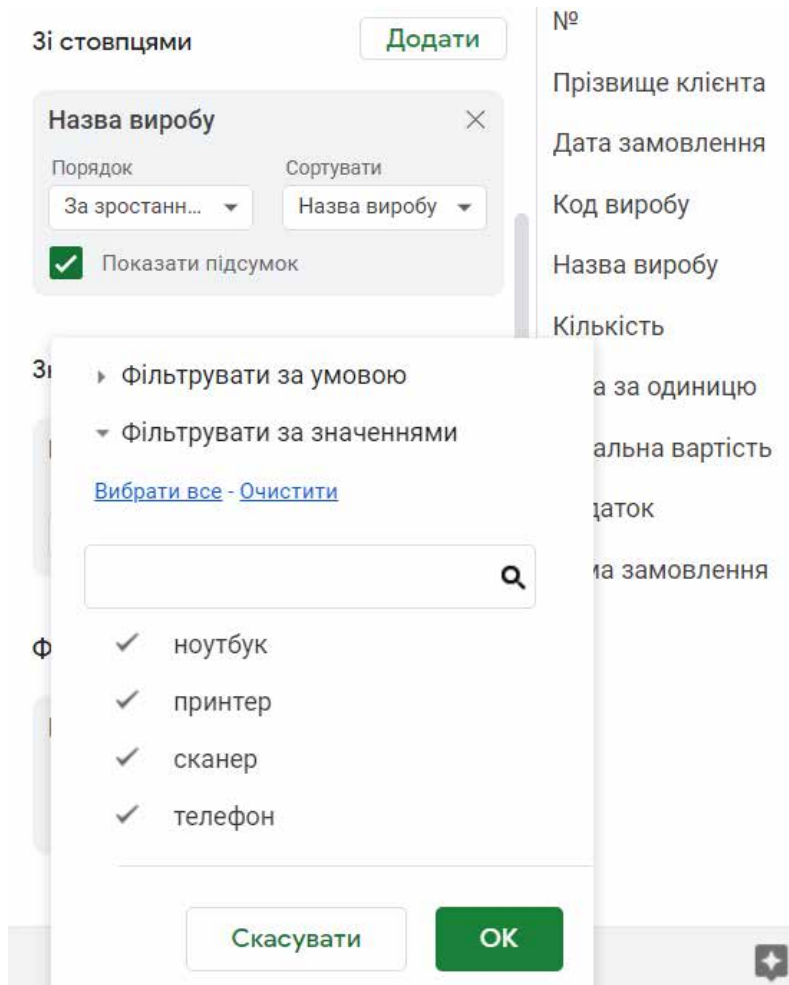 Зі стовпцями
Додати
Назва виробу
Порядок
Сортувати
За зростанн...
Назва виробу
Показати підсумок
Фільтрувати за умовою
Фільтрувати за значеннями
Вибрати все - Очистити
ноутбук
принтер
сканер
телефон
Скасувати
ОК
№
Прізвище клієнта
Дата замовлення
Код виробу
Назва виробу
Кількість
а за одиницю
альна вартість
даток
ма замовлення